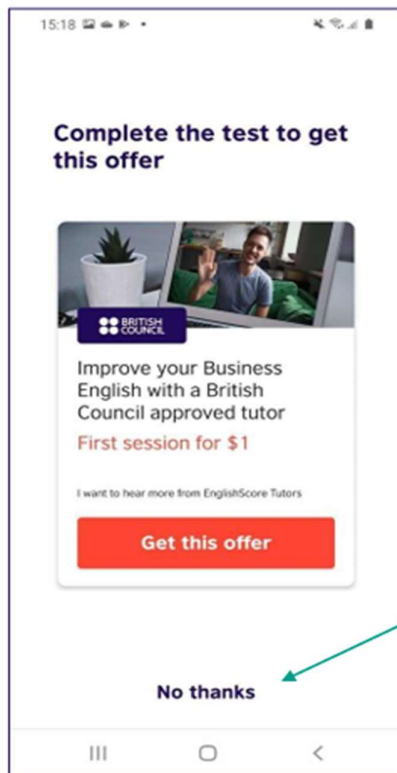 15:18
Complete the test to get
this offer
BRITISH
COUNCIL
Improve your Business
English with a British
Council approved tutor
First session for $1
I want to hear more from EnglishScore Tutors
Get this offer
No thanks